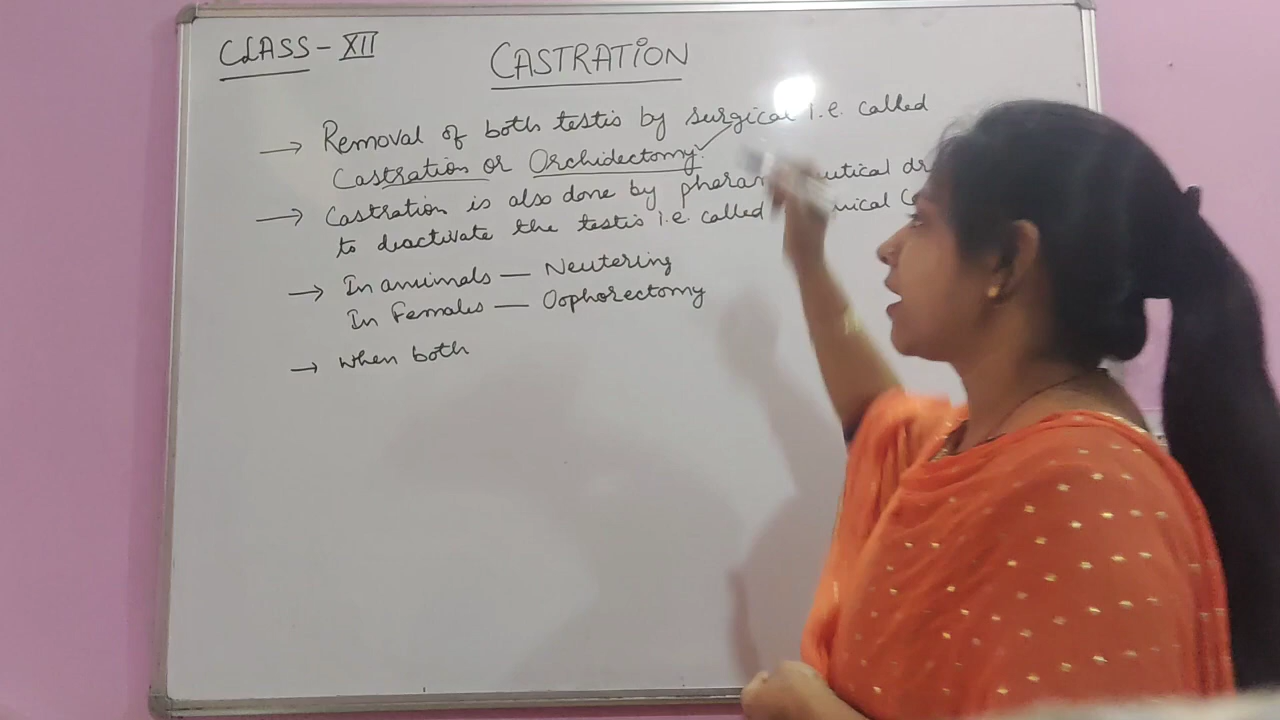 CLASS - XII
CASTRATION
→ Removal of both testis by surgical i.e. called
Castration or Orchidectomy.
→ Castration is also done by
to deactivate the testis i.e. called
→ In animals — Neutering
In Females — Oophorectomy
→ When both